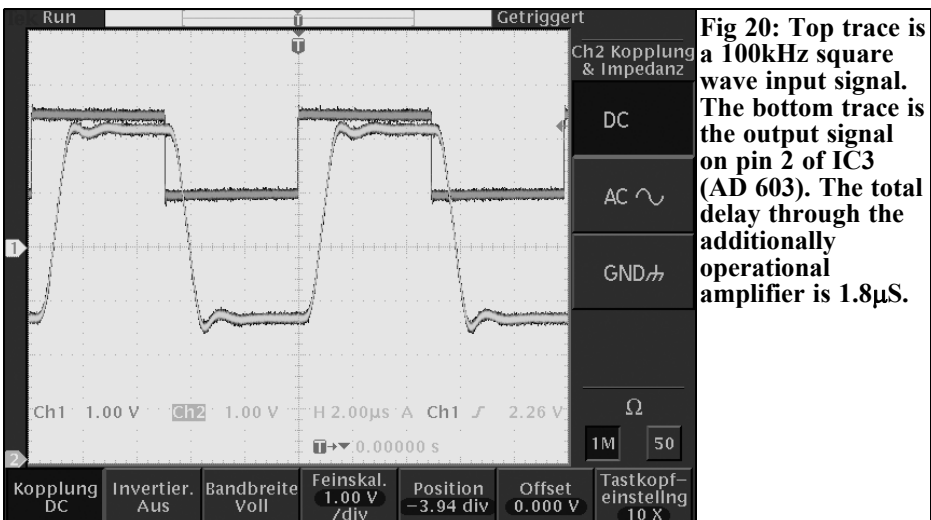 Run
Getriggert
T
Ch2 Kopplung
& Impedanz
DC
AC
GND
Ω
1M 50
1
2
Ch1 1.00 V Ch2 1.00 V H 2.00µs A Ch1 2.26 V
T 0.00000 s
Kopplung
DC
Invertier.
Aus
Bandbreite
Voll
Feinskal.
1.00 V
/div
Position
-3.94 div
Offset
0.000 V
Tastkopf-
einstellng
10 X
Fig 20: Top trace is
a 100kHz square
wave input signal.
The bottom trace is
the output signal
on pin 2 of IC3
(AD 603). The total
delay through the
additionally
operational
amplifier is 1.8µS.